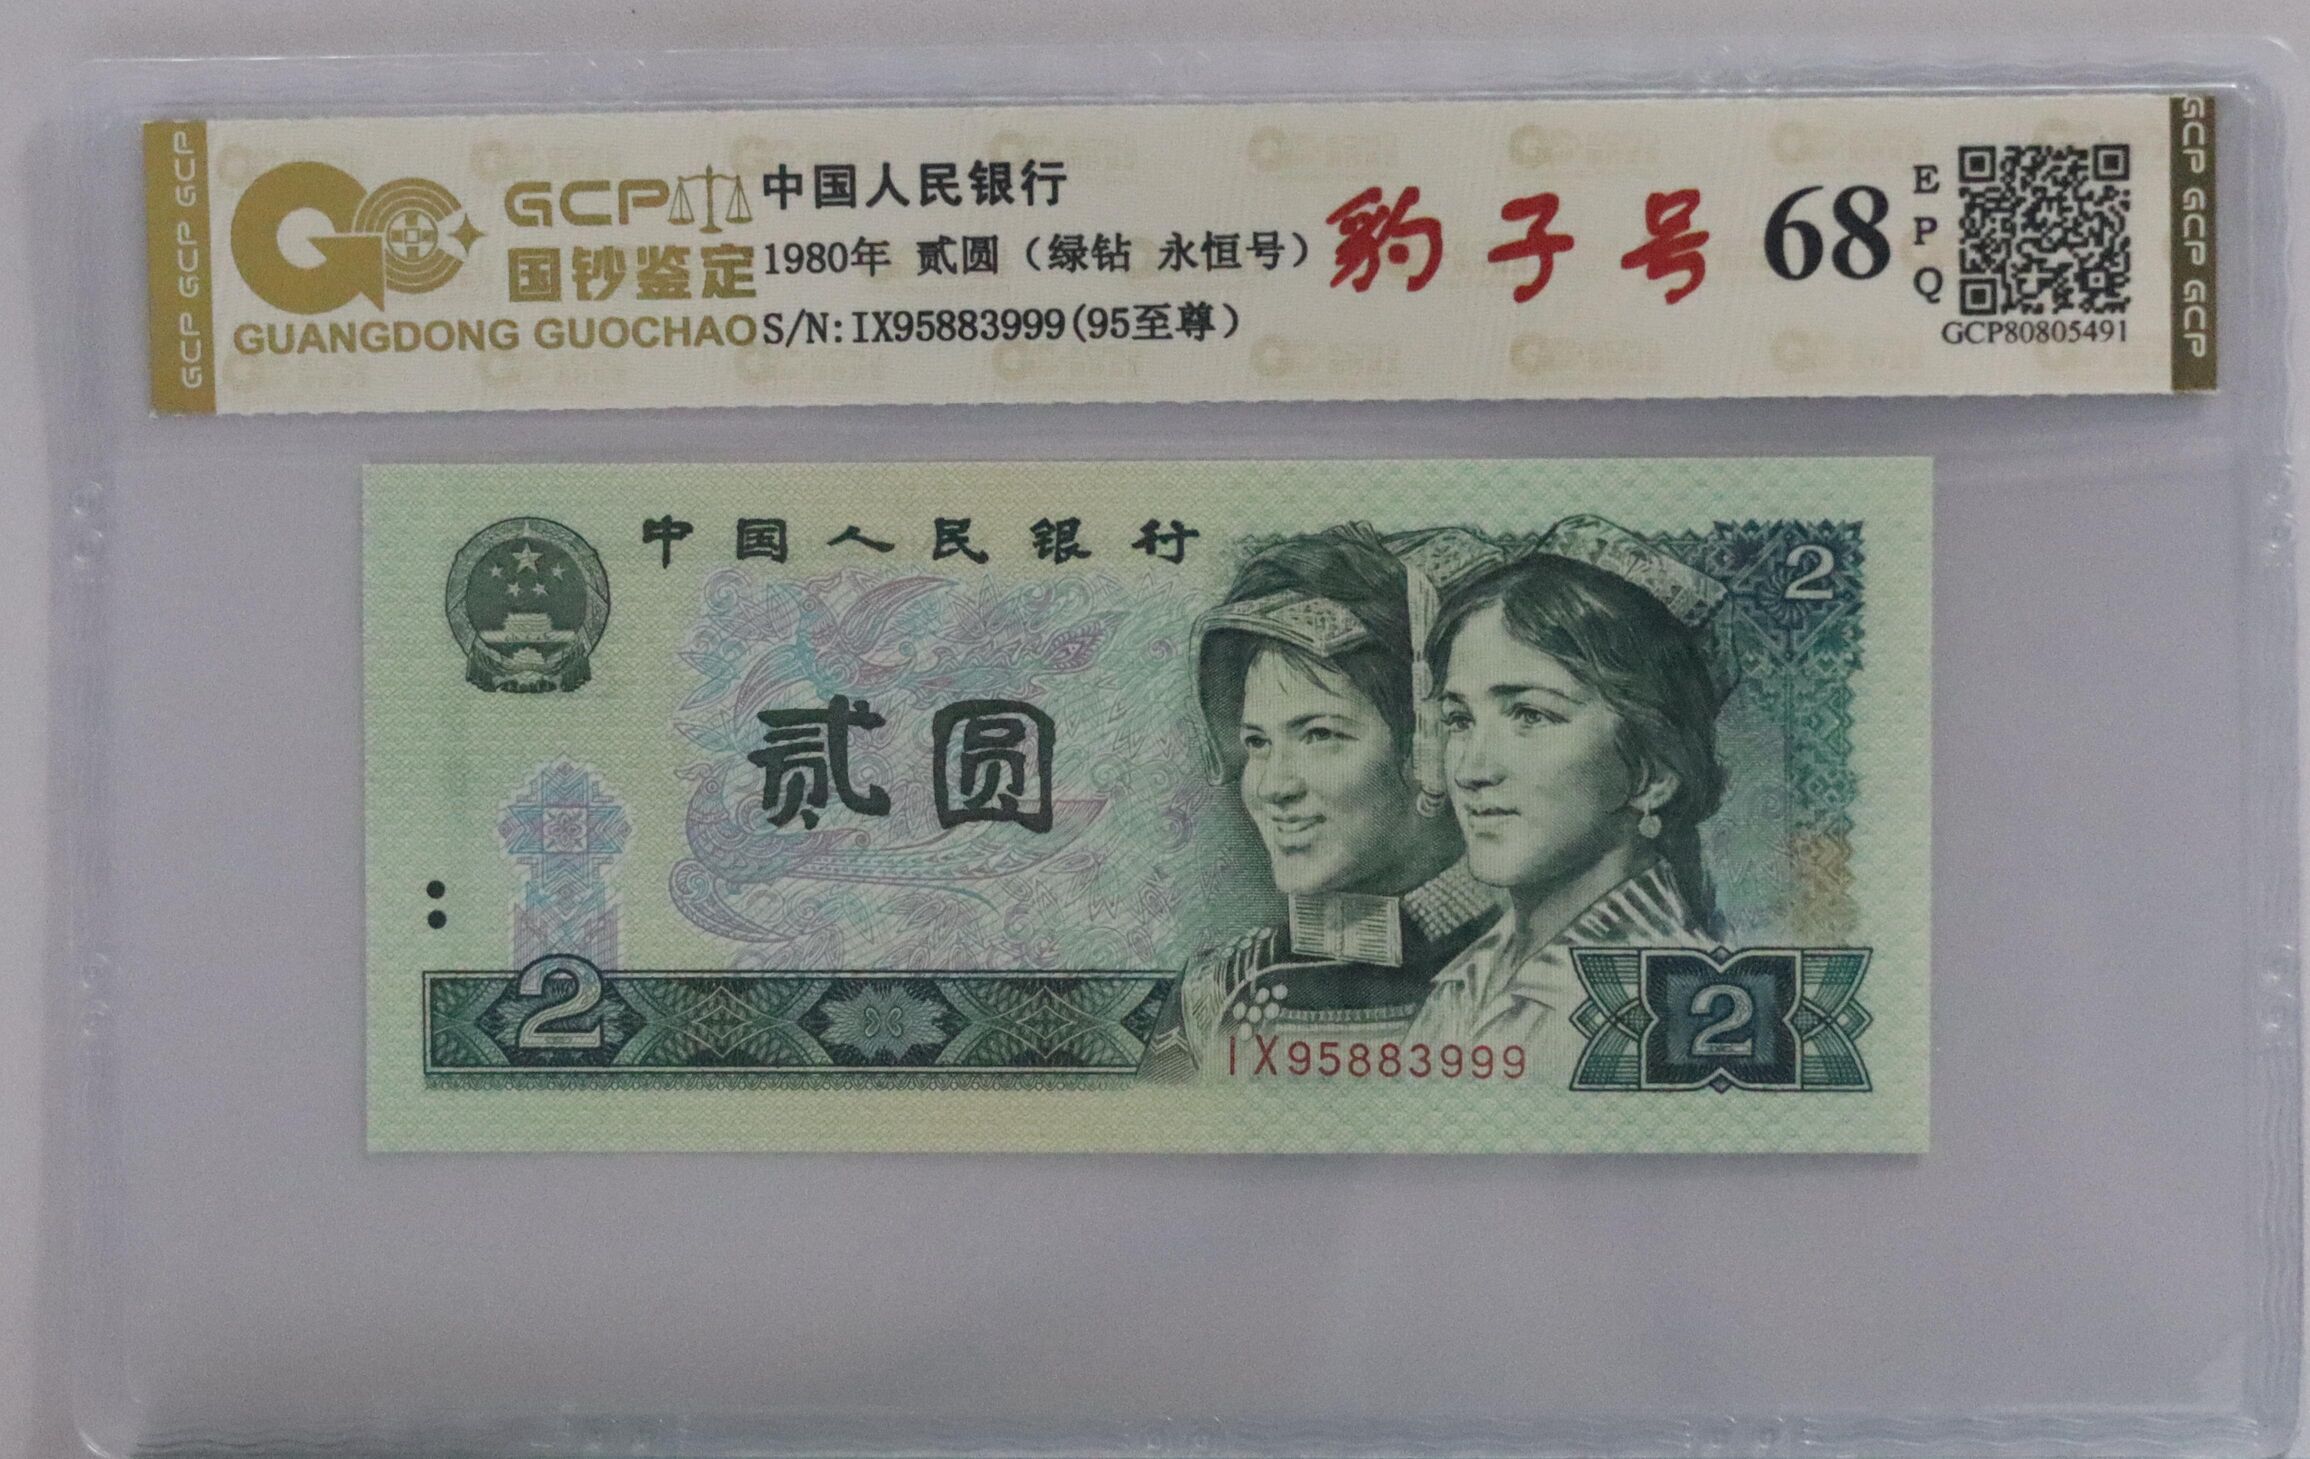 GCP GCP GCP
GCP
国钞鉴定
GUANGDONG GUOCHAO
中国人民银行
1980年 贰圆（绿钻 永恒号）
S/N:IX95883999(95至尊）
豹子号
68
E
P
Q
GCP80805491
GCP GCP GCP
中国人民银行
2
贰圆
2
IX95883999
2